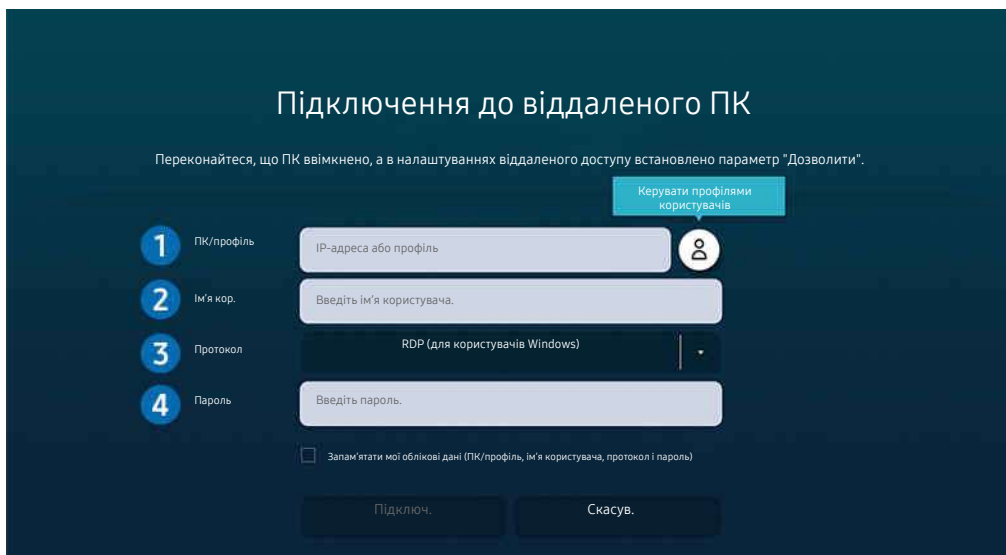 Підключення до віддаленого ПК
Переконайтеся, що ПК ввімкнено, а в налаштуваннях віддаленого доступу встановлено параметр "Дозволити".
Керувати профілями
користувачів
1 ПК/профіль IP-адреса або профіль
2 Ім'я кор. Введіть ім'я користувача.
3 Протокол RDP (для користувачів Windows)
4 Пароль Введіть пароль.
Запам'ятати мої облікові дані (ПК/профіль, ім'я користувача, протокол і пароль)
Підключ. Скасув.